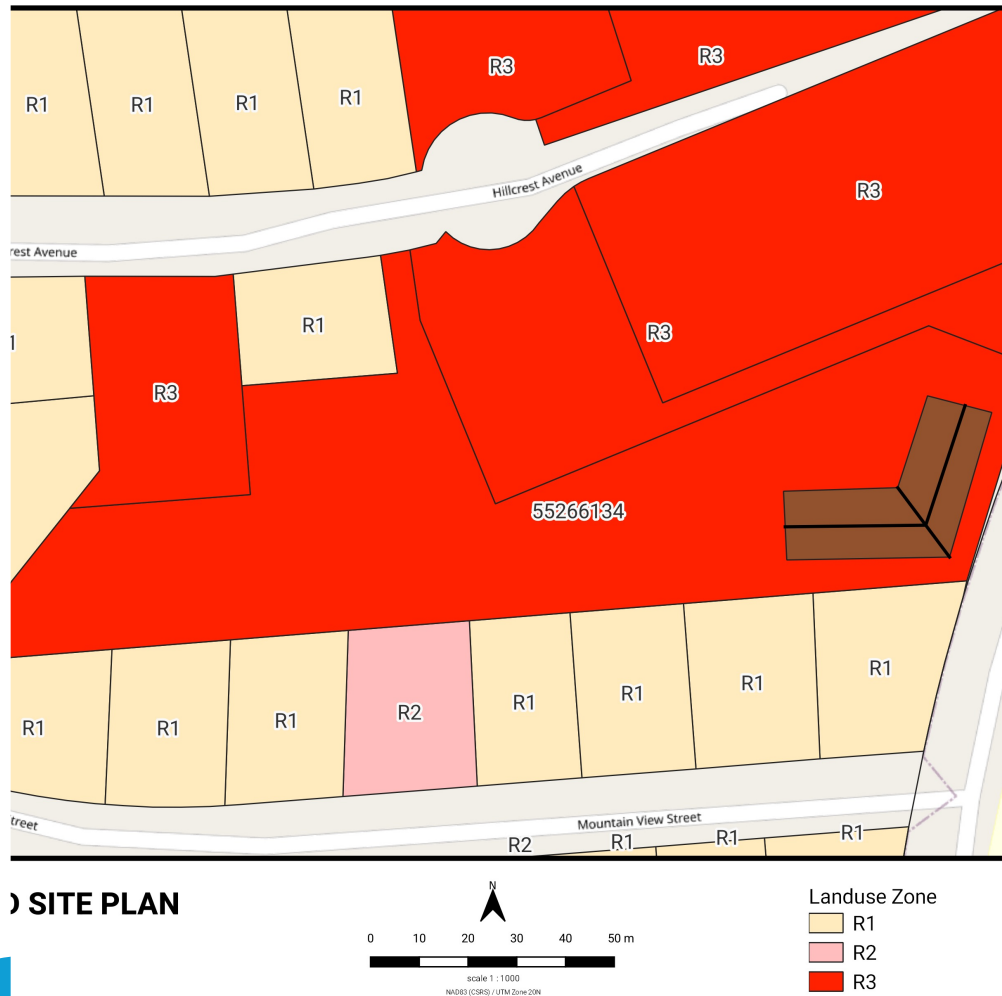 R3
R3
R1
R1
R1
R1
Hillcrest Avenue
R3
rest Avenue
R1
R3
R3
55266134
R1
R1
R1
R1
R2
R1
R1
R1
Mountain View Street
treet
R2
R1
R1
R1
SITE PLAN
N
0 10 20 30 40 50 m
scale 1 : 1000
NAD83 (CSRS) / UTM Zone 20N
Landuse Zone
R1
R2
R3